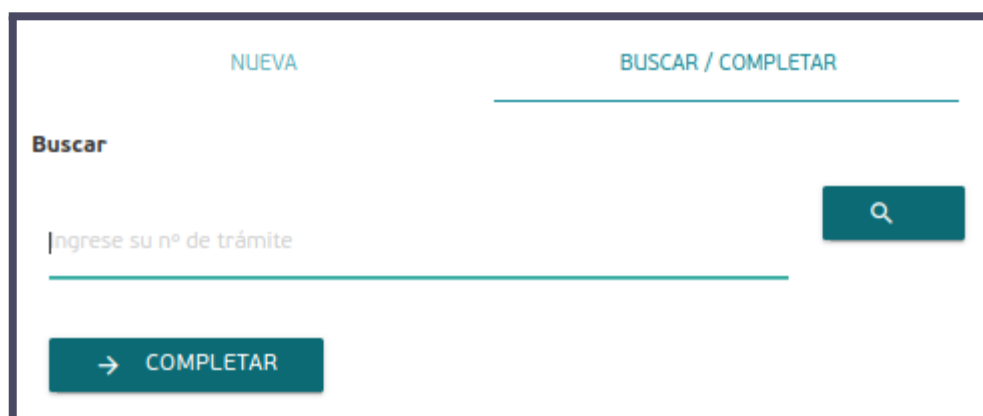 NUEVA
BUSCAR / COMPLETAR
Buscar
Ingrese su nº de trámite
COMPLETAR